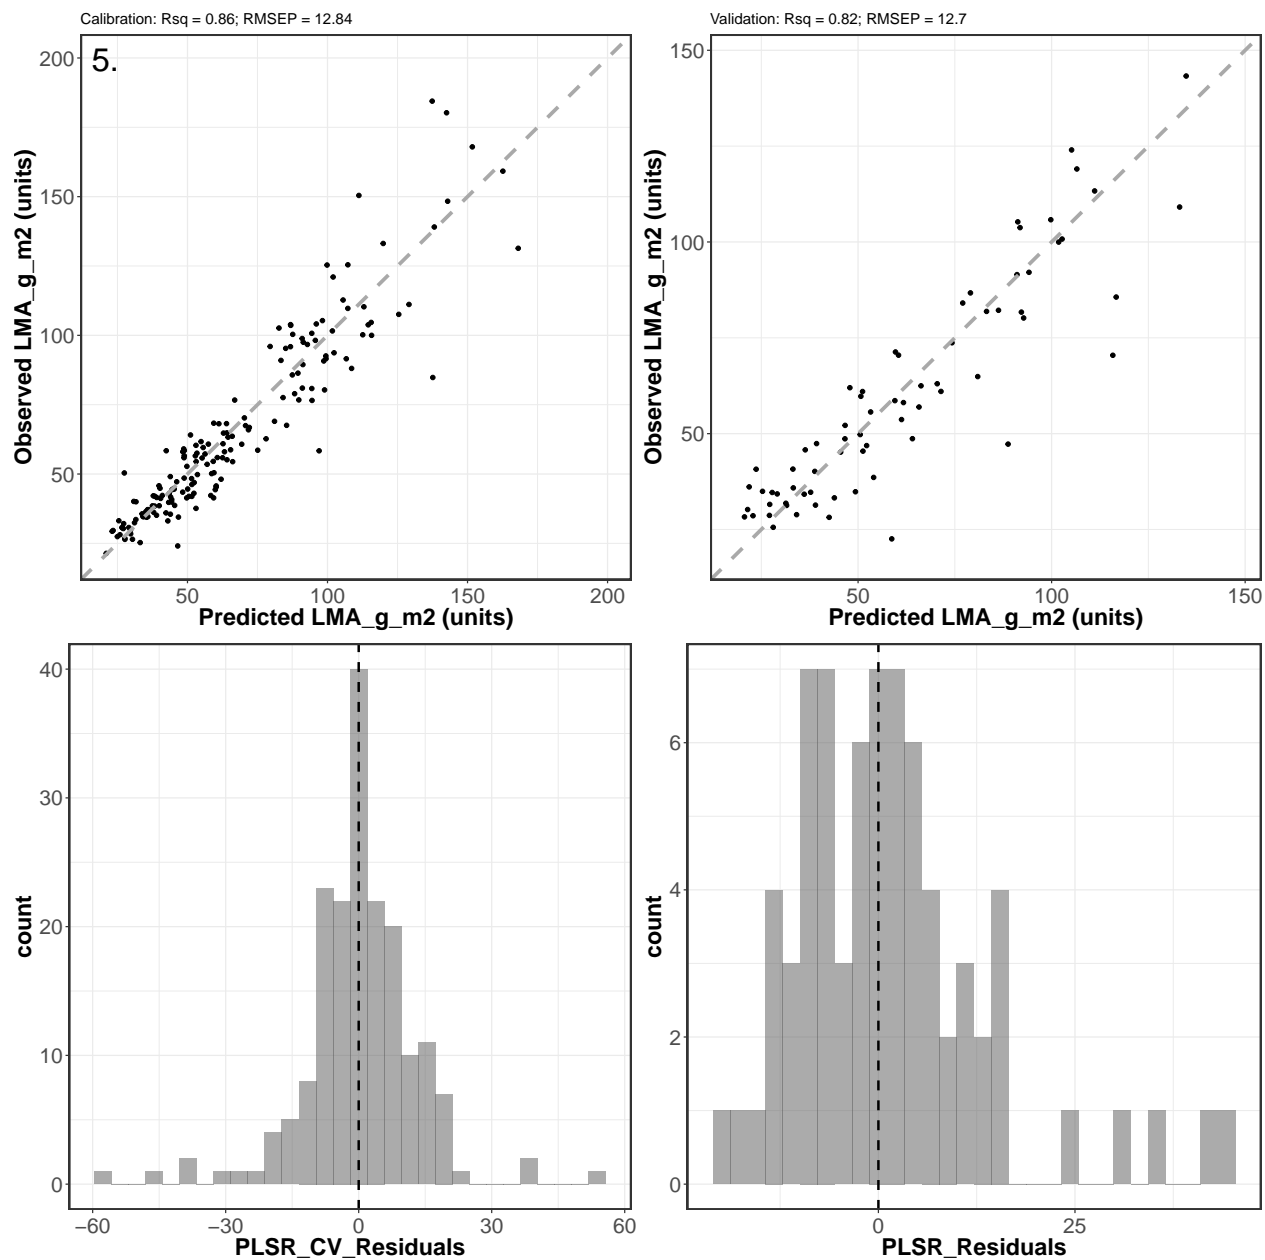 Calibration: Rsq = 0.86; RMSEP = 12.84
5.
200
150
100
50
Observed LMA_g_m2 (units)
50 100 150 200
Predicted LMA_g_m2 (units)
Validation: Rsq = 0.82; RMSEP = 12.7
150
100
50
Observed LMA_g_m2 (units)
50 100 150
Predicted LMA_g_m2 (units)
40
30
20
10
0
count
−60 −30 0 30 60
PLSR_CV_Residuals
6
4
2
0
count
0 25
PLSR_Residuals